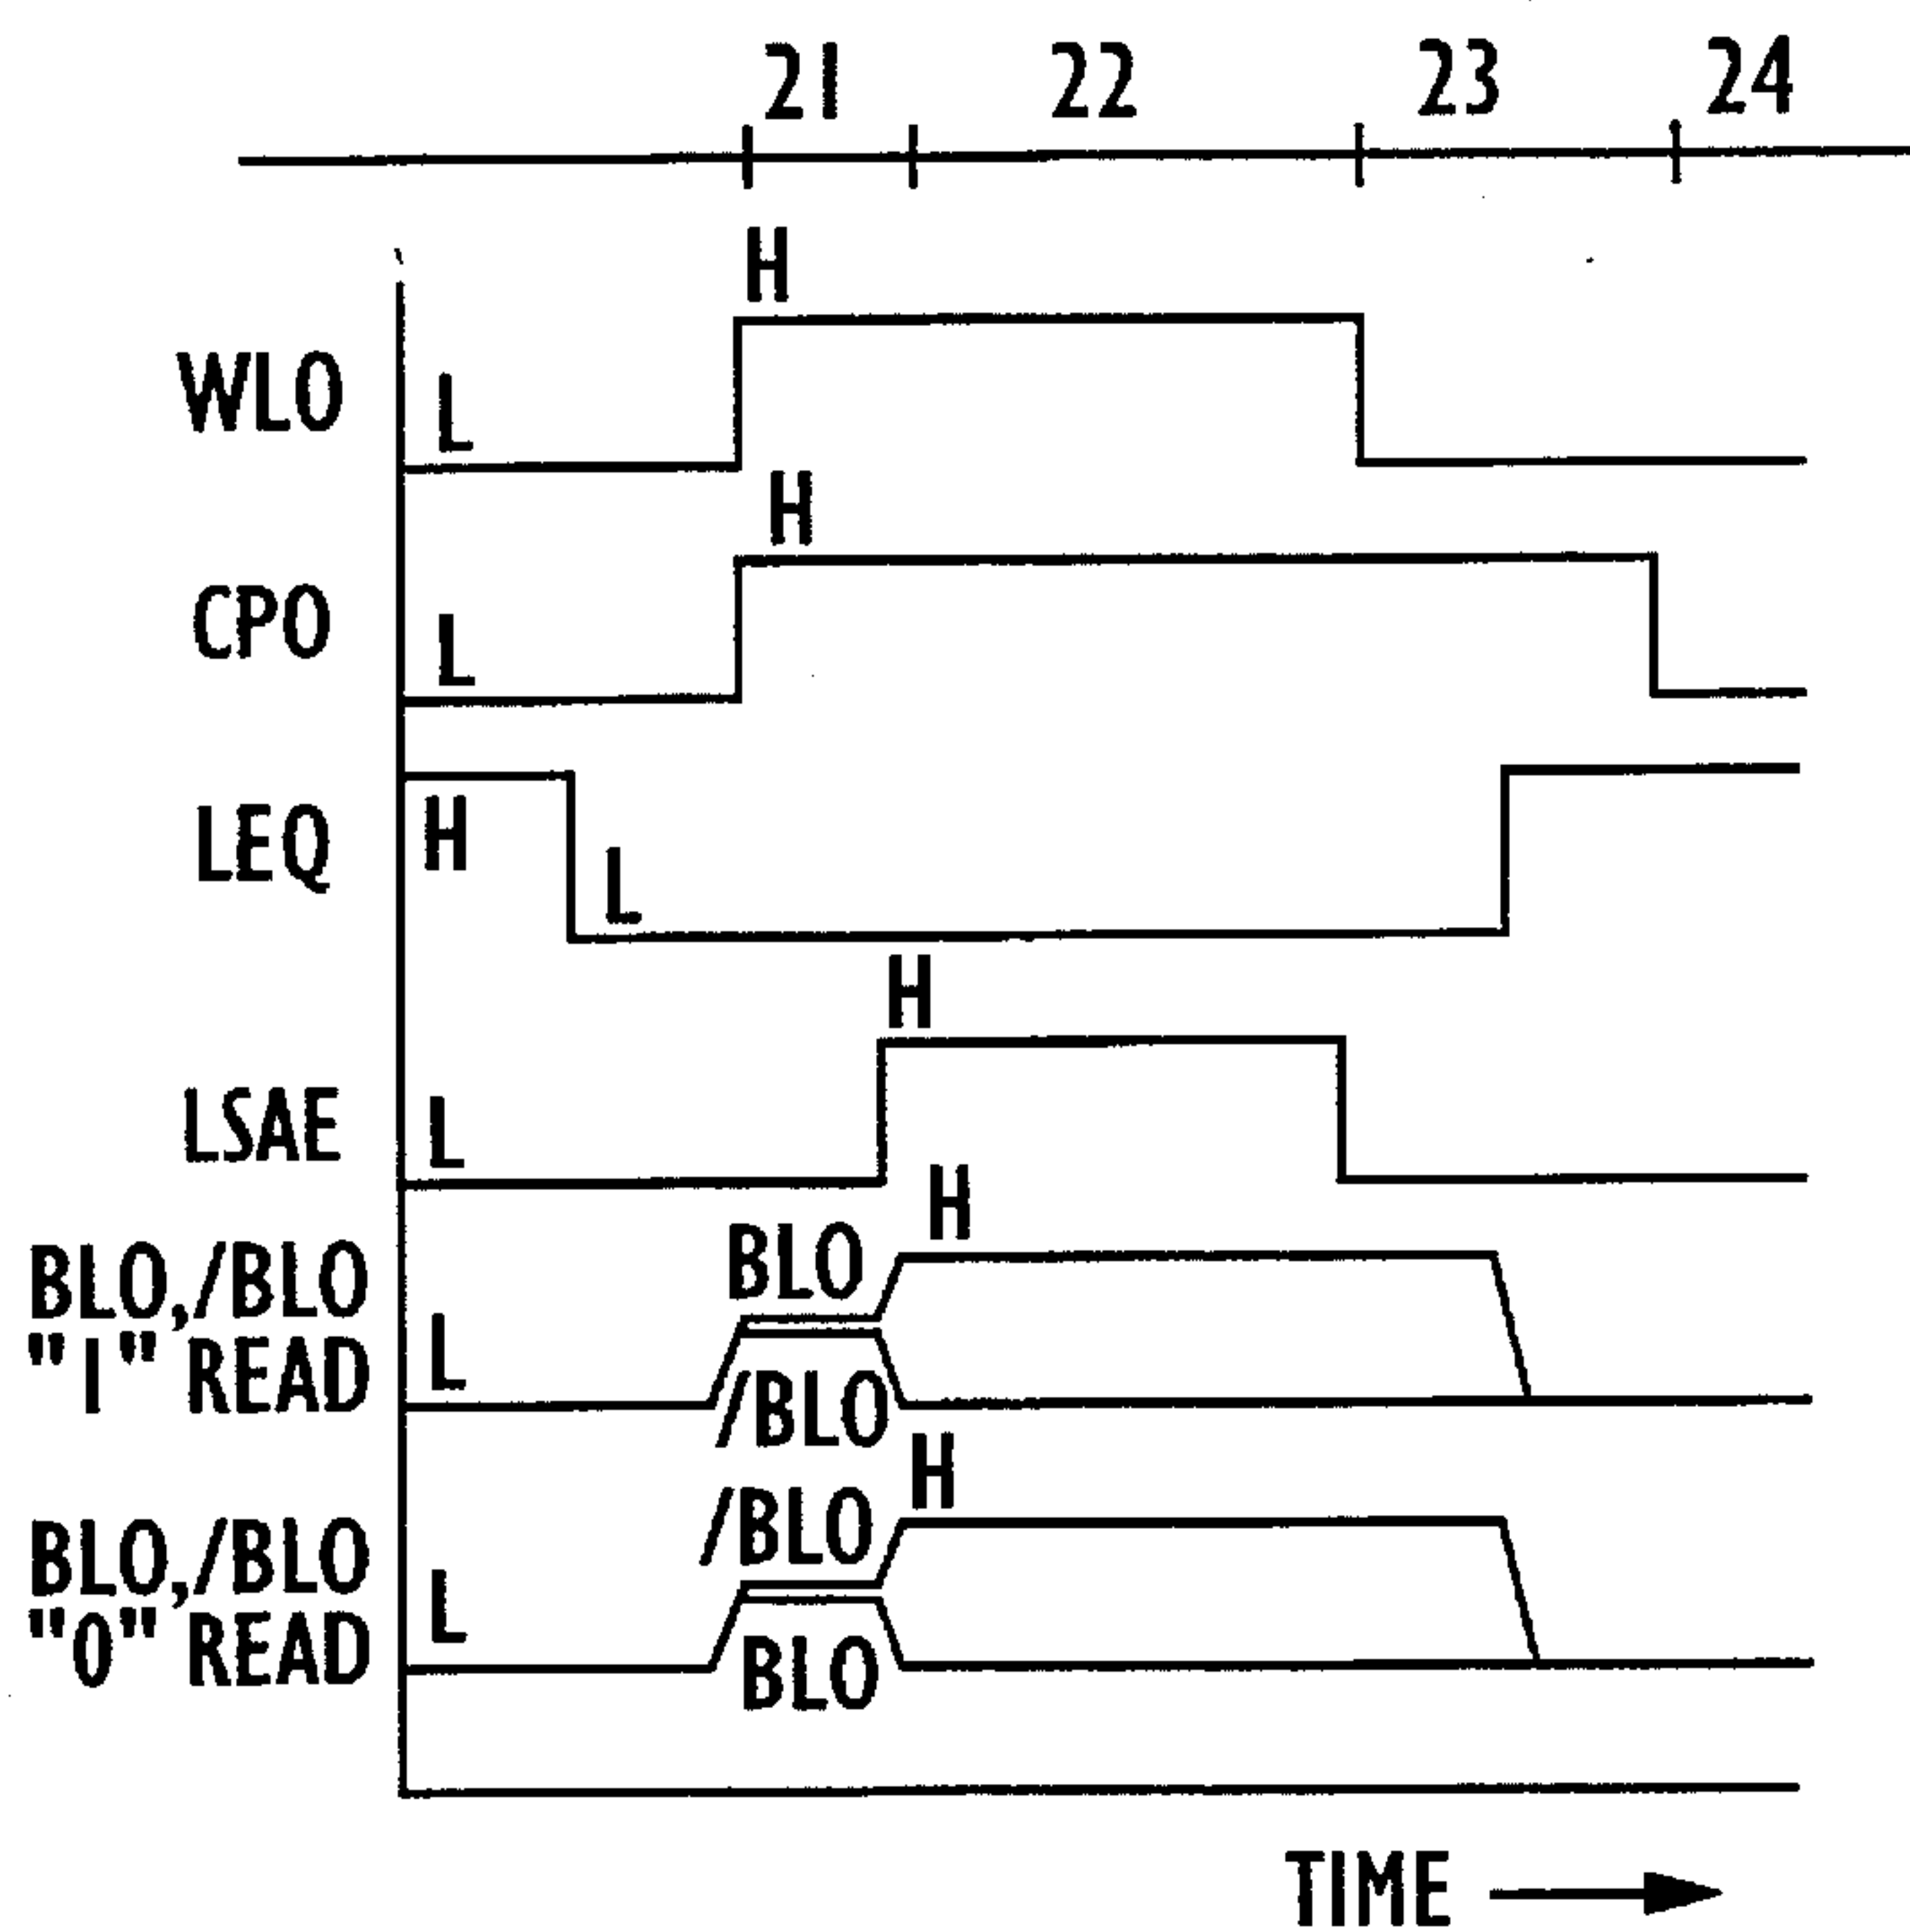 21 22 23 24
H
WLO L
H
CPO L
LEQ H L
H
LSAE L
H
BLO,/BLO BLO
"1" READ L /BLO
H
BLO,/BLO /BLO
"0" READ L BLO
TIME